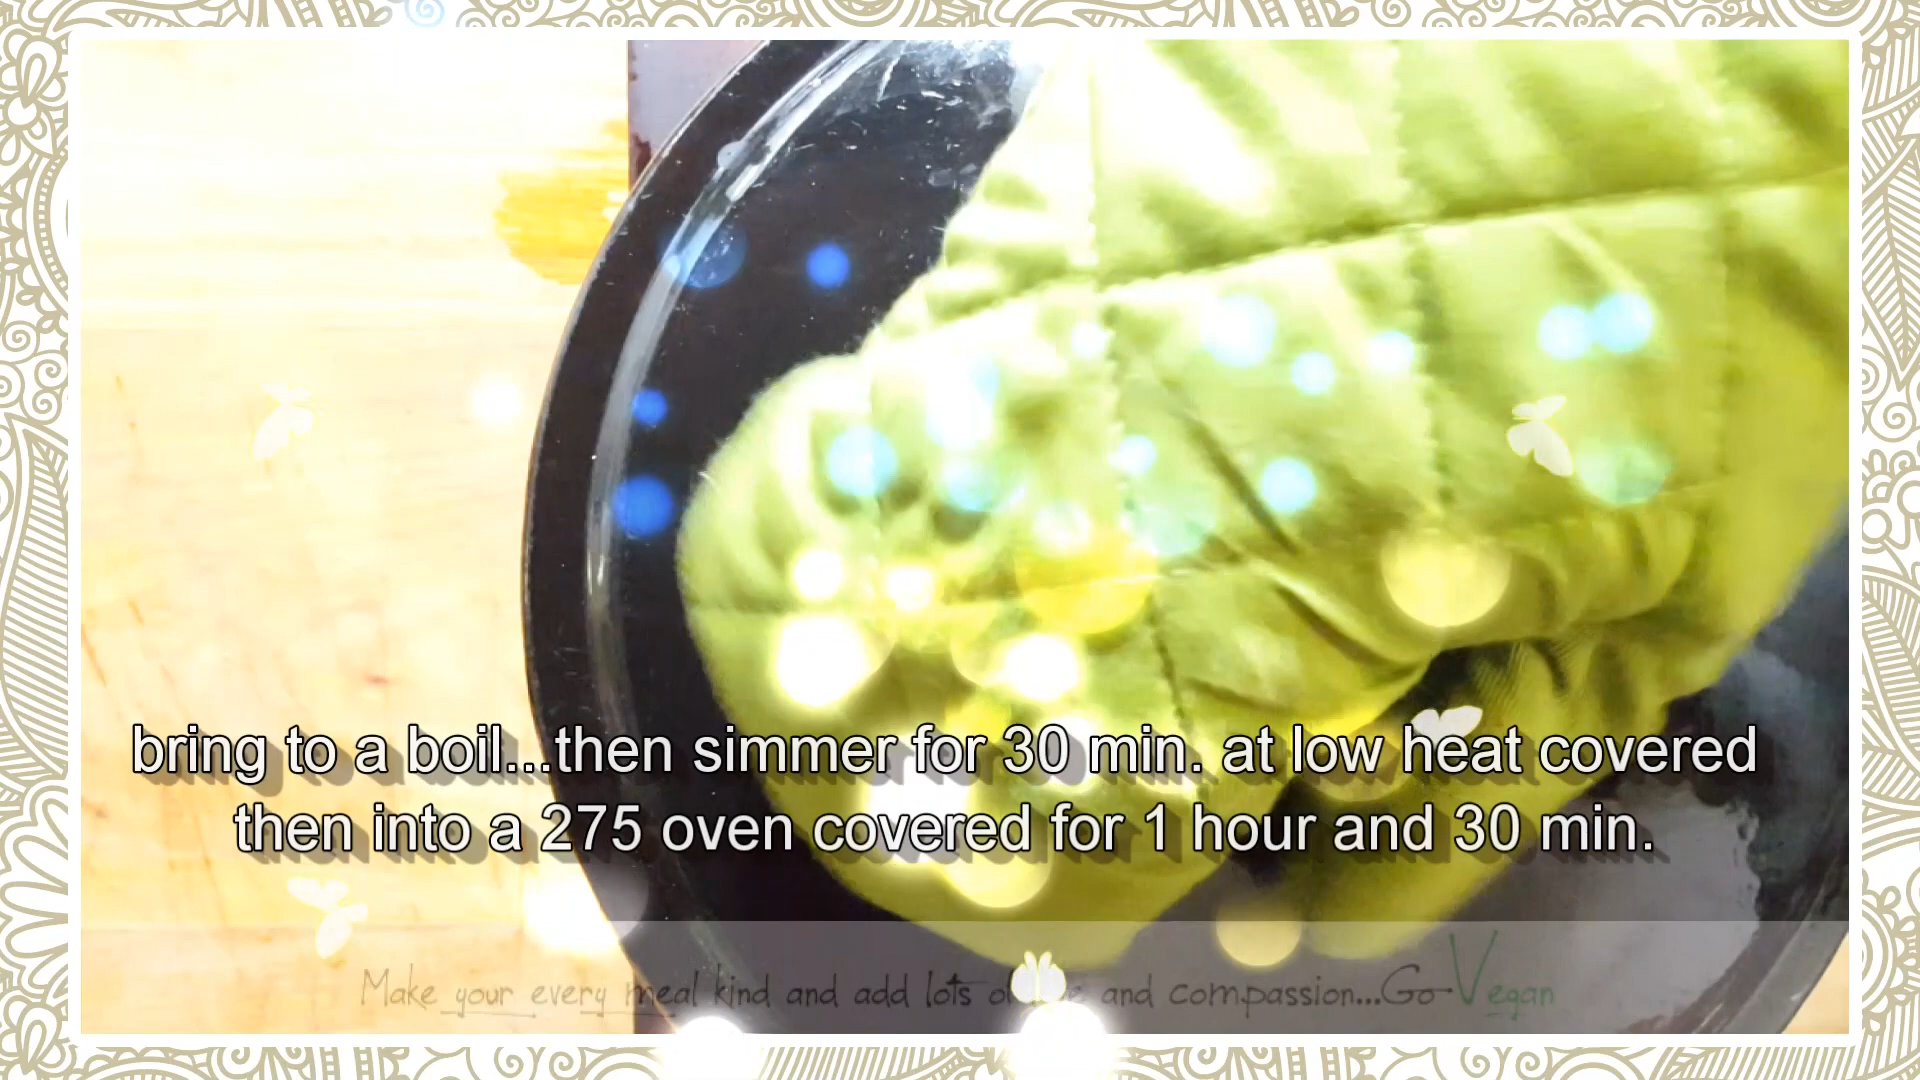 bring to a boil...then simmer for 30 min. at low heat covered
then into a 275 oven covered for 1 hour and 30 min.
Make your every meal kind and add lots and compassion...Go Vegan